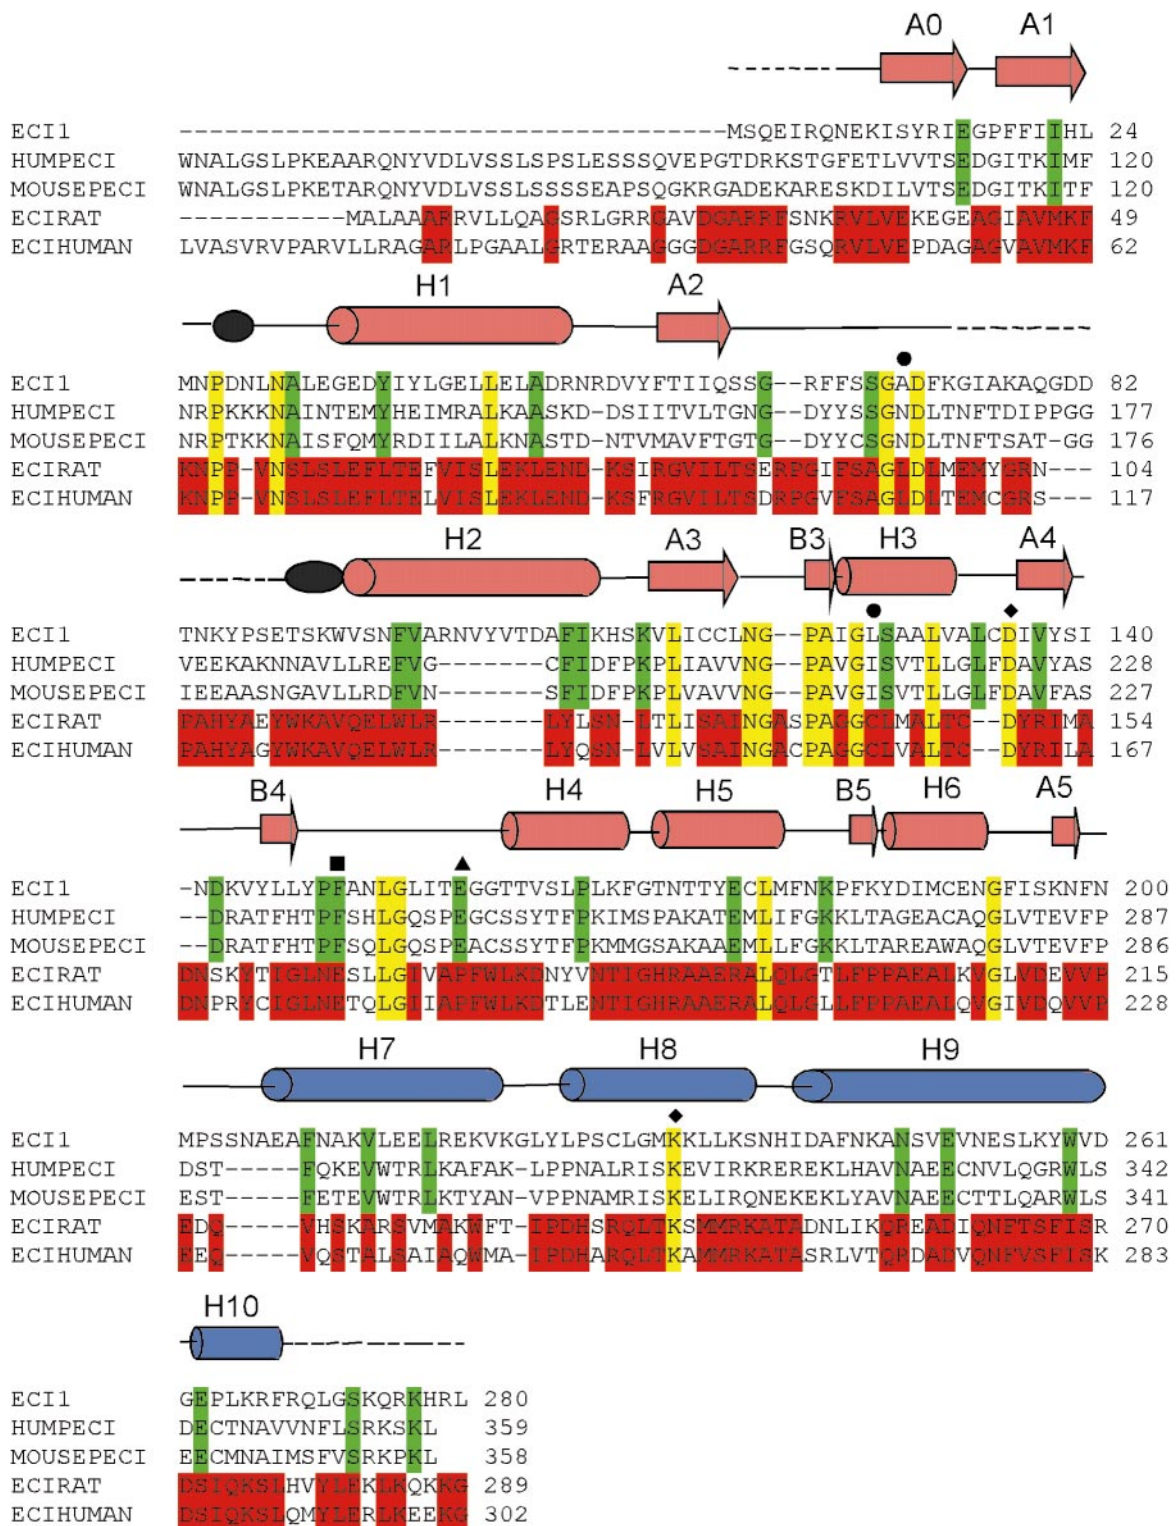 A0 A1
ECI1 ------------------------------------MSQEIRQNEKISYRIEGPFFIIHL 24
HUMPECI WNALGSLPKEAARQNYVDLVSSLSPSLESSSQVEPGTDRKSTGFETLVVTSEDGITKIMF 120
MOUSEPECI WNALGSLPKETARQNYVDLVSSLSSSSEAPSQGKRGADEKARESKDILVTSEDGITKITF 120
ECIRAT -----------MALAAARRVLLQAGSRLGRRGAVDGARRFSNKRVLVEKEGEAGIAVMKF 49
ECIHUMAN LVASVRVPARVLLRAGARLPGAALGRTERAAGGGDGARRFGSQRVLVEPDAGAGVAVMKF 62
H1 A2
ECI1 MNPDNLNALEGEDYIYLGELLELADRNRDVYFTIIQSSG--RFFSSGADFKGIAKAQGDD 82
HUMPECI NRPKKKNAINTEMYHEIMRALKAASKD-DSIITVLTGNG-DYYSSGNDLTNFTDIPPGG 177
MOUSEPECI NRPTKKNAISFQMYRDIILALKNASTD-NTVMAVFTGTG-DYYCSGNDLTNFTSAT-GG 176
ECIRAT KNPP-VNSLSLEFLTEFVISLEKLEND-KSIRGVILTSERPGIFSAGLDLMEMYGRN--- 104
ECIHUMAN KNPP-VNSLSLEFLTELVISLEKLEND-KSFRGVILTSDRPGVFSAGLDLTEMCGRS--- 117
H2 A3 B3 H3 A4
ECI1 TNKYPSETSKWVSNFVARNVYVTDAFIKHSKVLICCLNG--PAIGLSAALVALCDIVYSI 140
HUMPECI VEEKAKNNAVLLREFVG-------CFIDFPKPLIAVVNG--PAVGISVTLLGLFDAVYAS 228
MOUSEPECI IEEAASNGAVLLRDFVN-------SFIDFPKPLVAVVNG--PAVGISVTLLGLFDAVFAS 227
ECIRAT PAHYAEYWKAVQELWLR-------LYLSN-LTLISAINGASPAGGCLMALTC--DYRIMA 154
ECIHUMAN PAHYAGYWKAVQELWLR-------LYQSN-LVLVSAINGACPAGGCLVALTC--DYRILA 167
B4 H4 H5 B5 H6 A5
ECI1 -NDKVYLLYPFANLGLITEGGTTVSLPLKFGTNTTYECLMFNKPFKYDIMCENGFISKNFN 200
HUMPECI --DRATFHTPFSHLGQSPEGCSSYTFPKIMSPAKATEMLIFGKKLTAGEACAQGLVTEVFP 287
MOUSEPECI --DRATFHTPFSQLGQSPEACSSYTFPKMMGSAKAAEMLLFGKKLTAREAWAQGLVTEVFP 286
ECIRAT DNSKYTIGLNESLLGIVAPFWLKDNYVNTIGHRAAERALQLGTLFPPAEALKVGLVDEVVP 215
ECIHUMAN DNPRYCIGLNETQLGIIAPFWLKDTLENTIGHRAAERALQLGLLFPPAEALQVGIVDQVVP 228
H7 H8 H9
ECI1 MPSSNAEAFNAKVLEELREKVKGLYLPSCLGMKKLLKSNHIDAFNKANSVEVNESLKYWVD 261
HUMPECI DST-----FQKEVWTRLKAFAK-LPPNALRISKEVIRKREREKLHAVNAEECNVLQGRWLS 342
MOUSEPECI EST-----FETEVWTRLKTYAN-VPPNAMRISKELIRQNEKEKLYAVNAEECTTLQARWLS 341
ECIRAT EDQ-----VHSKARSVMAKWFT-IPDHSRQLTKSMMRKATADNLIKQREADIQNFTSFISR 270
ECIHUMAN EEQ-----VQSTALSAIAQWMA-IPDHARQLTKAMMRKATASRLVTQRDADVQNFVSFISK 283
H10
ECI1 GEPLKRFRQLGSKQRKHRL 280
HUMPECI DECTNAVVNFLSRKSKL 359
MOUSEPECI EECMNAIMSFVSRKPKL 358
ECIRAT DSIQKSLHVYLEKLKQKKG 289
ECIHUMAN DSIQKSLQMYLERLKEEKG 302